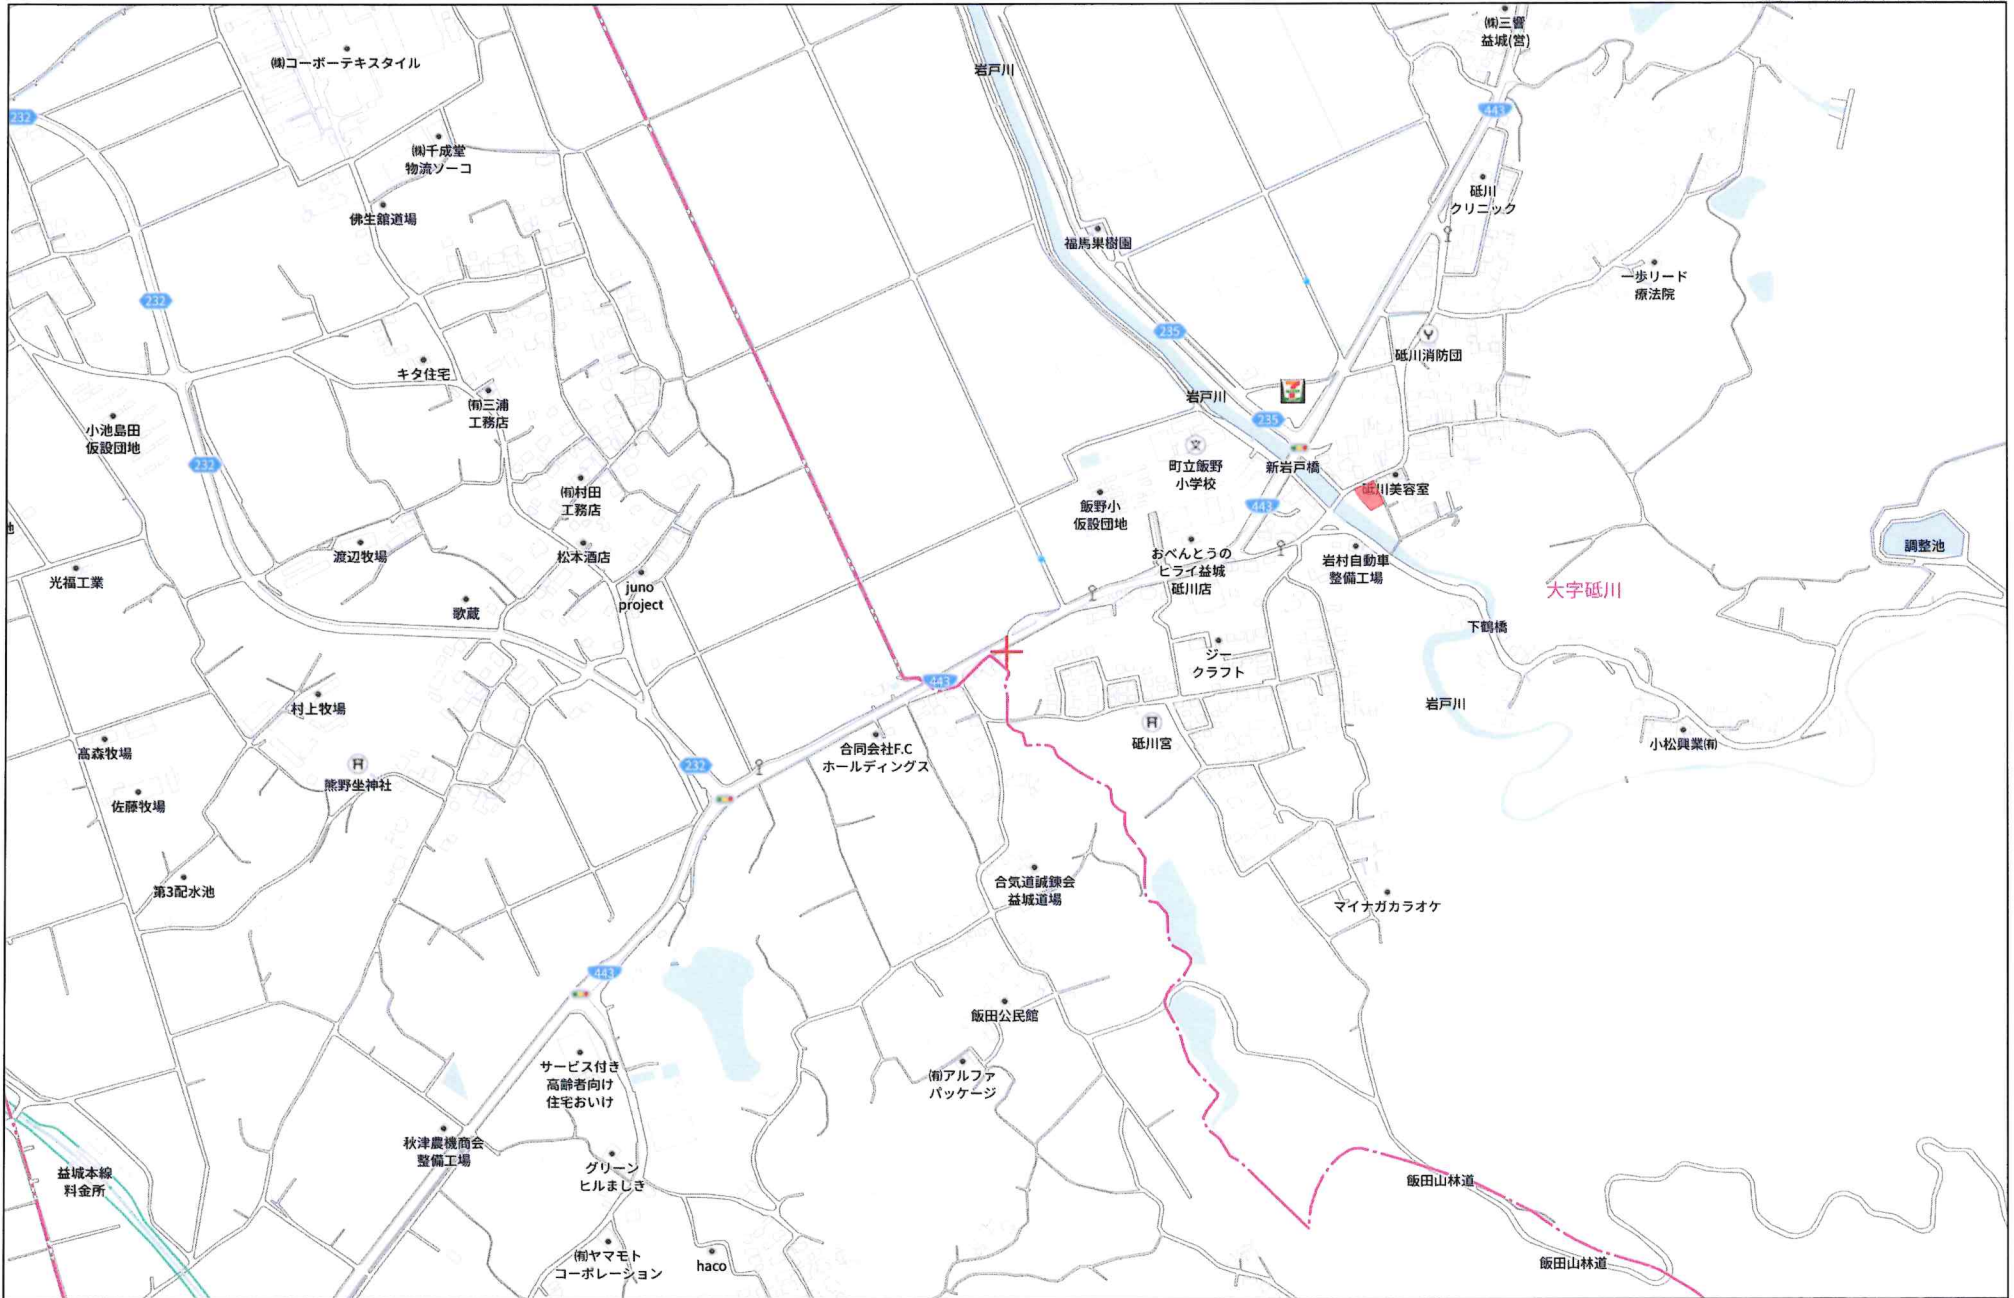 ㈱三響
益城(営)
㈱コーボーテキスタイル
岩戸川
232
443
㈱千成堂
物流ソーコ
砥川
クリニック
佛生舘道場
福馬果樹園
一歩リード
療法院
232
235
砥川消防団
キタ住宅
岩戸川
㈲三浦
工務店
235
小池島田
仮設団地
232
町立飯野
小学校
新岩戸橋
㈲村田
工務店
飯野小
仮設団地
443
砥川美容室
地
渡辺牧場
松本酒店
おべんとうの
ヒライ益城
砥川店
岩村自動車
整備工場
調整池
光福工業
juno
project
大字砥川
歌蔵
下鶴橋
ジー
クラフト
443
村上牧場
岩戸川
髙森牧場
合同会社F.C
ホールディングス
砥川宮
小松興業㈲
232
熊野坐神社
佐藤牧場
第3配水池
合気道誠錬会
益城道場
マイナガカラオケ
443
飯田公民館
サービス付き
高齢者向け
住宅おいけ
㈲アルファ
パッケージ
秋津農機商会
整備工場
益城本線
料金所
グリーン
ヒルましき
飯田山林道
㈲ヤマモト
コーポレーション
haco
飯田山林道